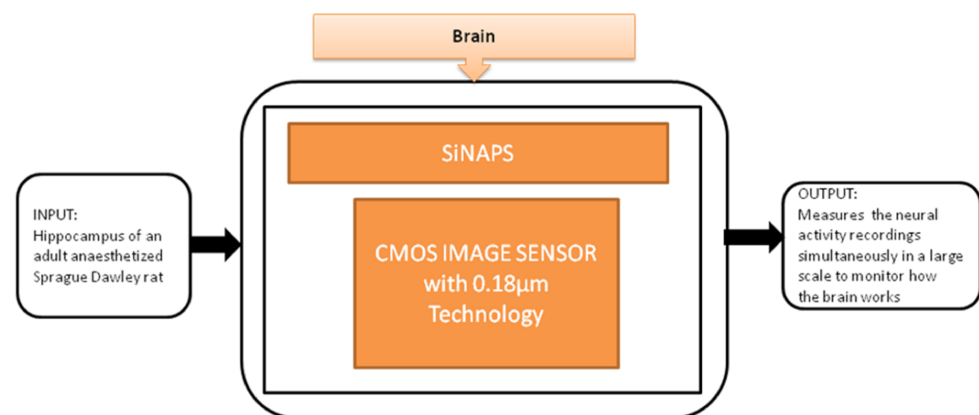 Brain
SiNAPS
CMOS IMAGE SENSOR
with 0.18µm
Technology
INPUT:
Hippocampus of an
adult anaesthetized
Sprague Dawley rat
OUTPUT:
Measures the neural
activity recordings
simultaneously in a large
scale to monitor how
the brain works